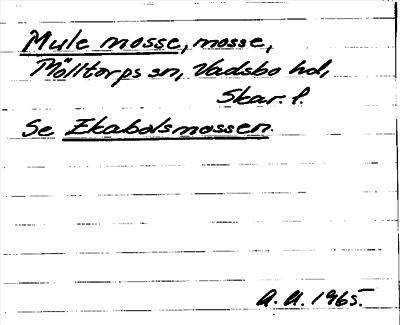 Mule mosse, mosse,
Mölltorps sn, Vadsbo hd,
Skar. l.
Se Ekabolsmossen.
A. U. 1965.